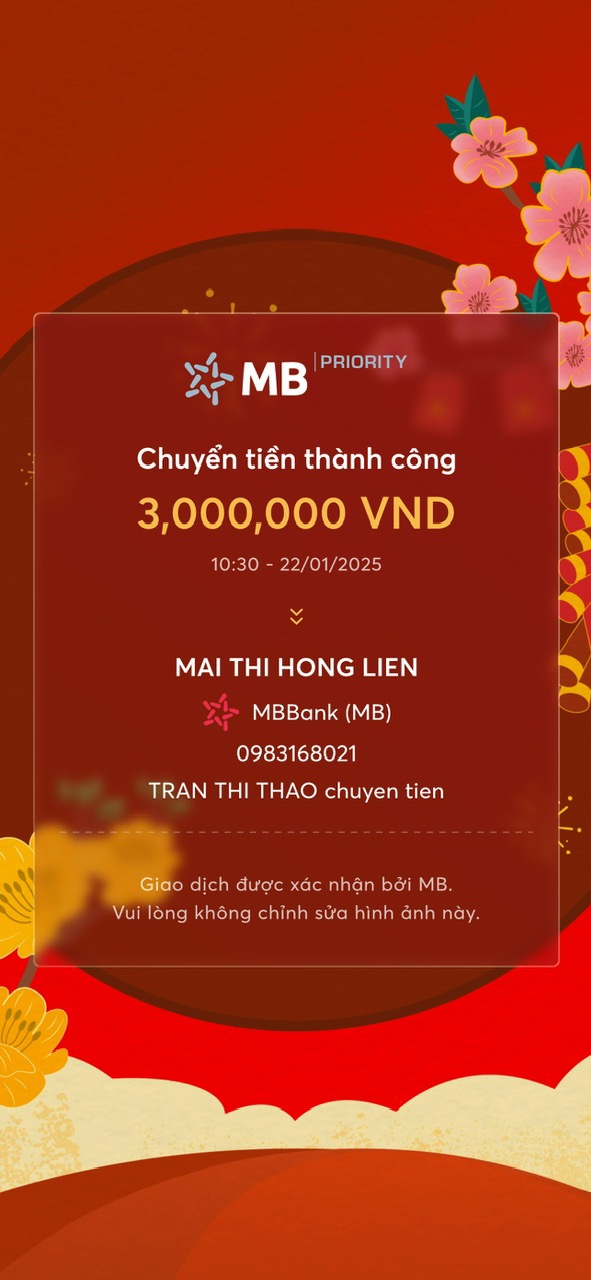 MB PRIORITY
Chuyển tiền thành công
3,000,000 VND
10:30 - 22/01/2025
MAI THI HONG LIEN
MBBank (MB)
0983168021
TRAN THI THAO chuyen tien
Giao dịch được xác nhận bởi MB.
Vui lòng không chỉnh sửa hình ảnh này.